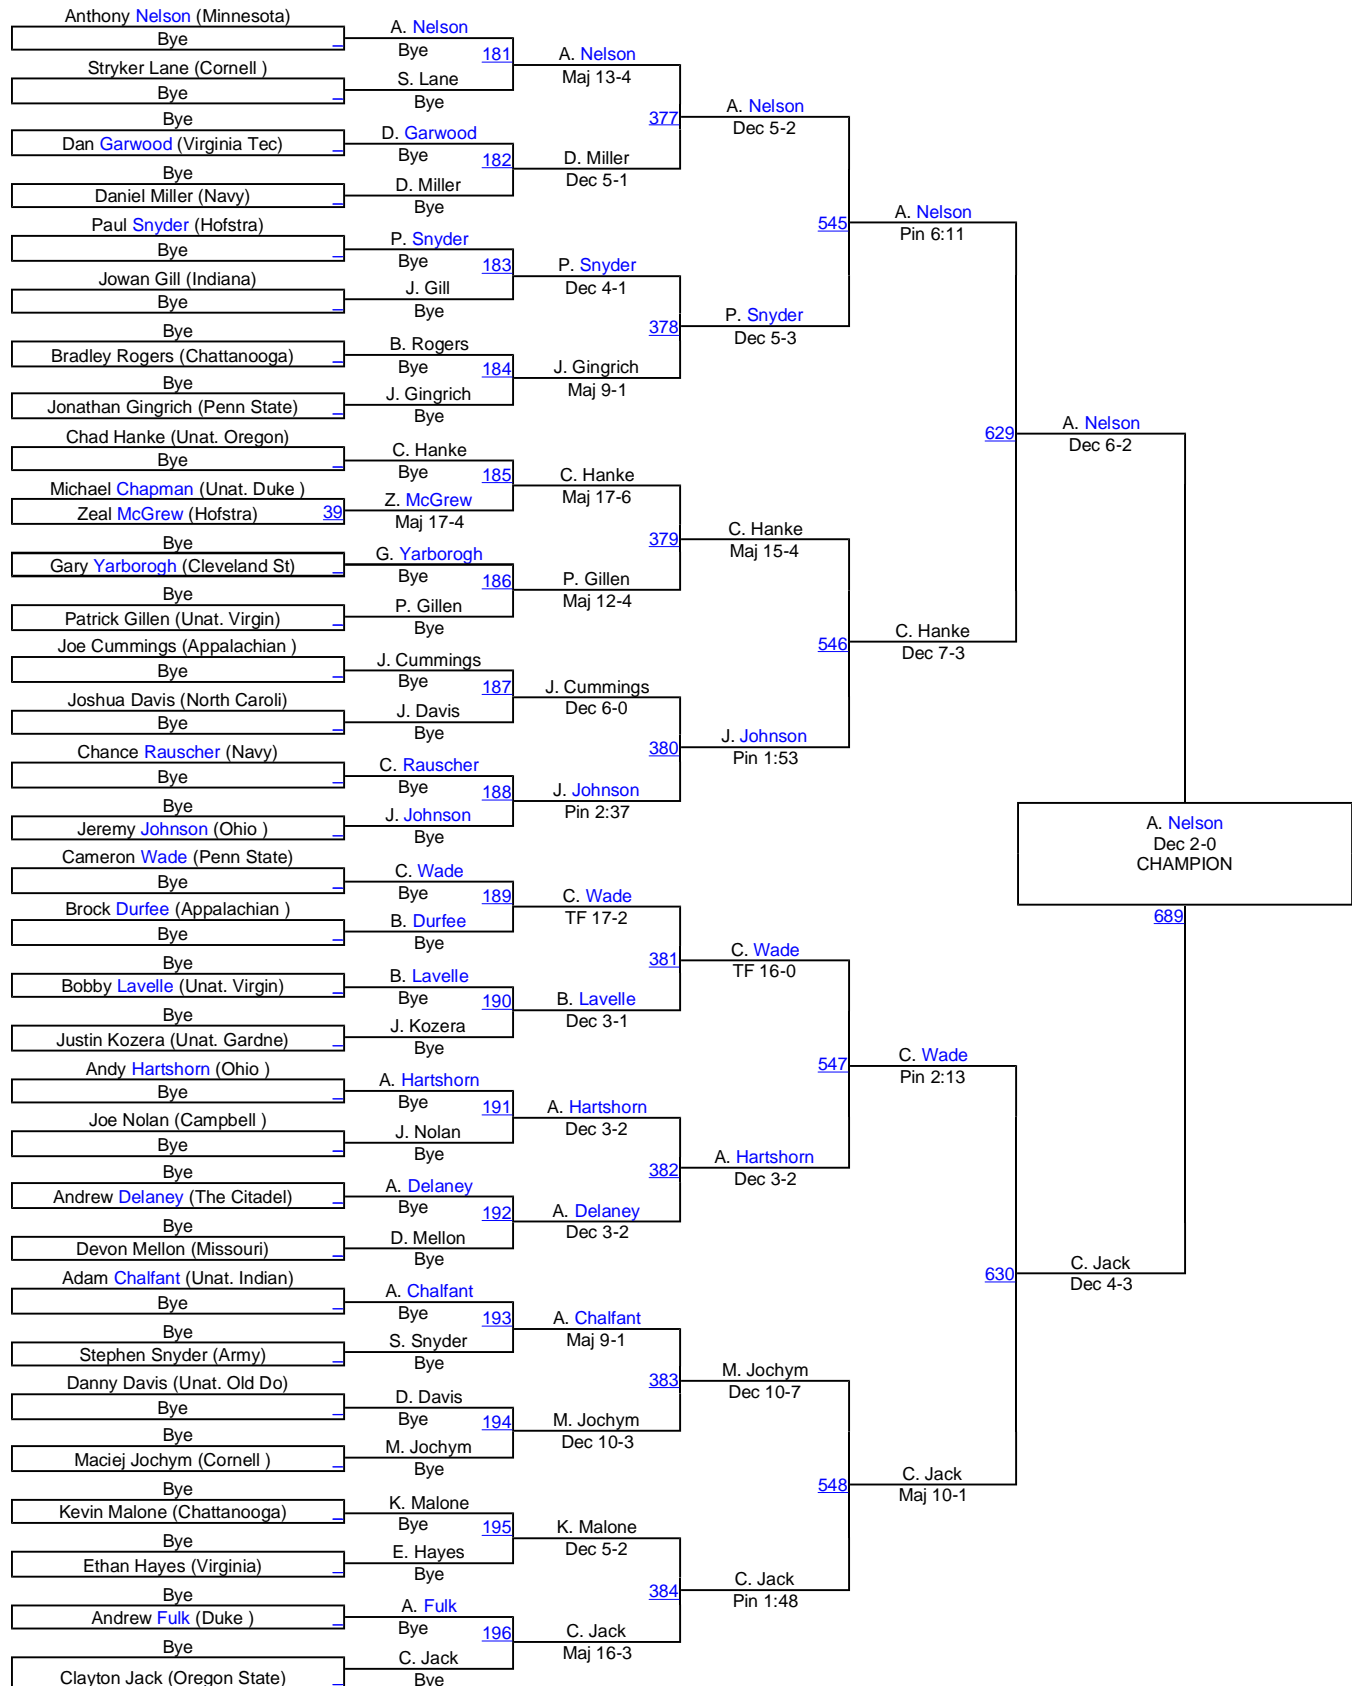 Anthony Nelson (Minnesota)
Bye
Stryker Lane (Cornell )
Bye
Bye
Dan Garwood (Virginia Tec)
Bye
Daniel Miller (Navy)
Paul Snyder (Hofstra)
Bye
Jowan Gill (Indiana)
Bye
Bye
Bradley Rogers (Chattanooga)
Bye
Jonathan Gingrich (Penn State)
Chad Hanke (Unat. Oregon)
Bye
Michael Chapman (Unat. Duke )
Zeal McGrew (Hofstra) 39
Bye
Gary Yarborogh (Cleveland St)
Bye
Patrick Gillen (Unat. Virgin)
Joe Cummings (Appalachian )
Bye
Joshua Davis (North Caroli)
Bye
Chance Rauscher (Navy)
Bye
Bye
Jeremy Johnson (Ohio )
Cameron Wade (Penn State)
Bye
Brock Durfee (Appalachian )
Bye
Bye
Bobby Lavelle (Unat. Virgin)
Bye
Justin Kozera (Unat. Gardne)
Andy Hartshorn (Ohio )
Bye
Joe Nolan (Campbell )
Bye
Bye
Andrew Delaney (The Citadel)
Bye
Devon Mellon (Missouri)
Adam Chalfant (Unat. Indian)
Bye
Bye
Stephen Snyder (Army)
Danny Davis (Unat. Old Do)
Bye
Bye
Maciej Jochym (Cornell )
Bye
Kevin Malone (Chattanooga)
Bye
Ethan Hayes (Virginia)
Bye
Andrew Fulk (Duke )
Bye
Clayton Jack (Oregon State)
A. Nelson
Bye 181
S. Lane
Bye
D. Garwood
Bye 182
D. Miller
Bye
P. Snyder
Bye 183
J. Gill
Bye
B. Rogers
Bye 184
J. Gingrich
Bye
C. Hanke
Bye 185
Z. McGrew
Maj 17-4
G. Yarborogh
Bye 186
P. Gillen
Bye
J. Cummings
Bye 187
J. Davis
Bye
C. Rauscher
Bye 188
J. Johnson
Bye
C. Wade
Bye 189
B. Durfee
Bye
B. Lavelle
Bye 190
J. Kozera
Bye
A. Hartshorn
Bye 191
J. Nolan
Bye
A. Delaney
Bye 192
D. Mellon
Bye
A. Chalfant
Bye 193
S. Snyder
Bye
D. Davis
Bye 194
M. Jochym
Bye
K. Malone
Bye 195
E. Hayes
Bye
A. Fulk
Bye 196
C. Jack
Bye
A. Nelson
Maj 13-4
377
D. Miller
Dec 5-1
P. Snyder
Dec 4-1
378
J. Gingrich
Maj 9-1
C. Hanke
Maj 17-6
379
P. Gillen
Maj 12-4
J. Cummings
Dec 6-0
380
J. Johnson
Pin 2:37
C. Wade
TF 17-2
381
B. Lavelle
Dec 3-1
A. Hartshorn
Dec 3-2
382
A. Delaney
Dec 3-2
A. Chalfant
Maj 9-1
383
M. Jochym
Dec 10-3
K. Malone
Dec 5-2
384
C. Jack
Maj 16-3
A. Nelson
Dec 5-2
545
P. Snyder
Dec 5-3
C. Hanke
Maj 15-4
546
J. Johnson
Pin 1:53
C. Wade
TF 16-0
547
A. Hartshorn
Dec 3-2
M. Jochym
Dec 10-7
548
C. Jack
Pin 1:48
A. Nelson
Pin 6:11
629
C. Hanke
Dec 7-3
C. Wade
Pin 2:13
630
C. Jack
Maj 10-1
A. Nelson
Dec 6-2
A. Nelson
Dec 2-0
CHAMPION
689
C. Jack
Dec 4-3